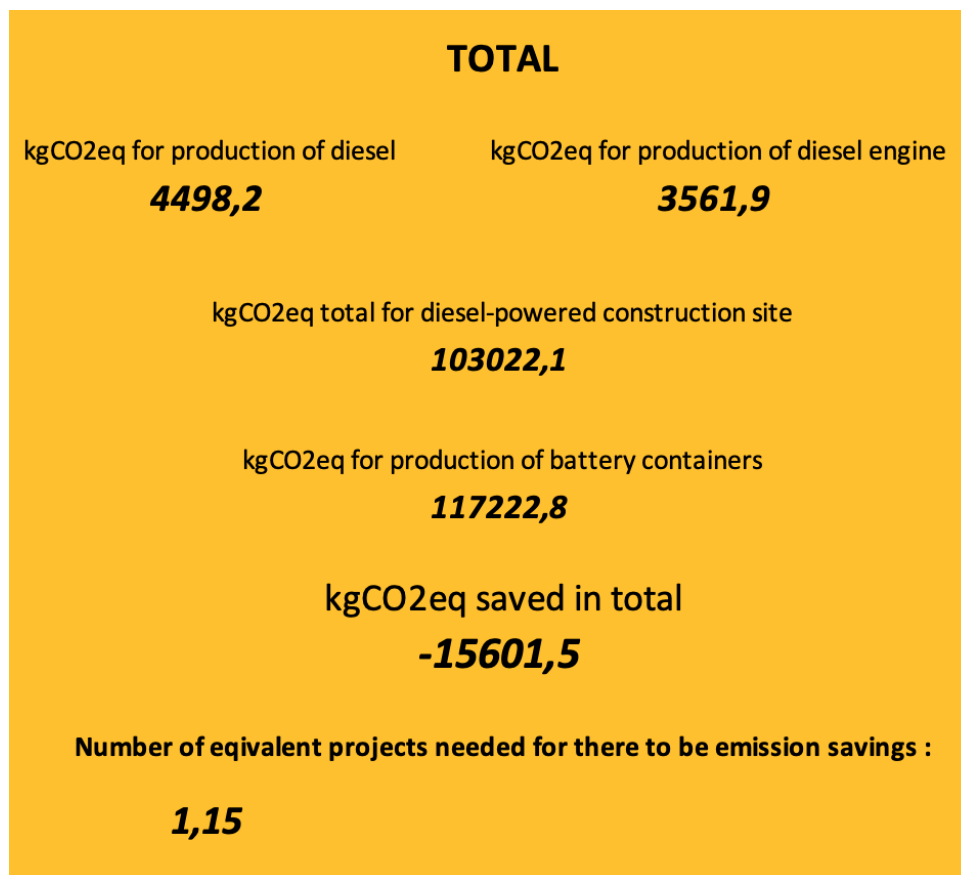 TOTAL
kgCO2eq for production of diesel
4498,2
kgCO2eq for production of diesel engine
3561,9
kgCO2eq total for diesel-powered construction site
103022,1
kgCO2eq for production of battery containers
117222,8
kgCO2eq saved in total
-15601,5
Number of eqivalent projects needed for there to be emission savings :
1,15